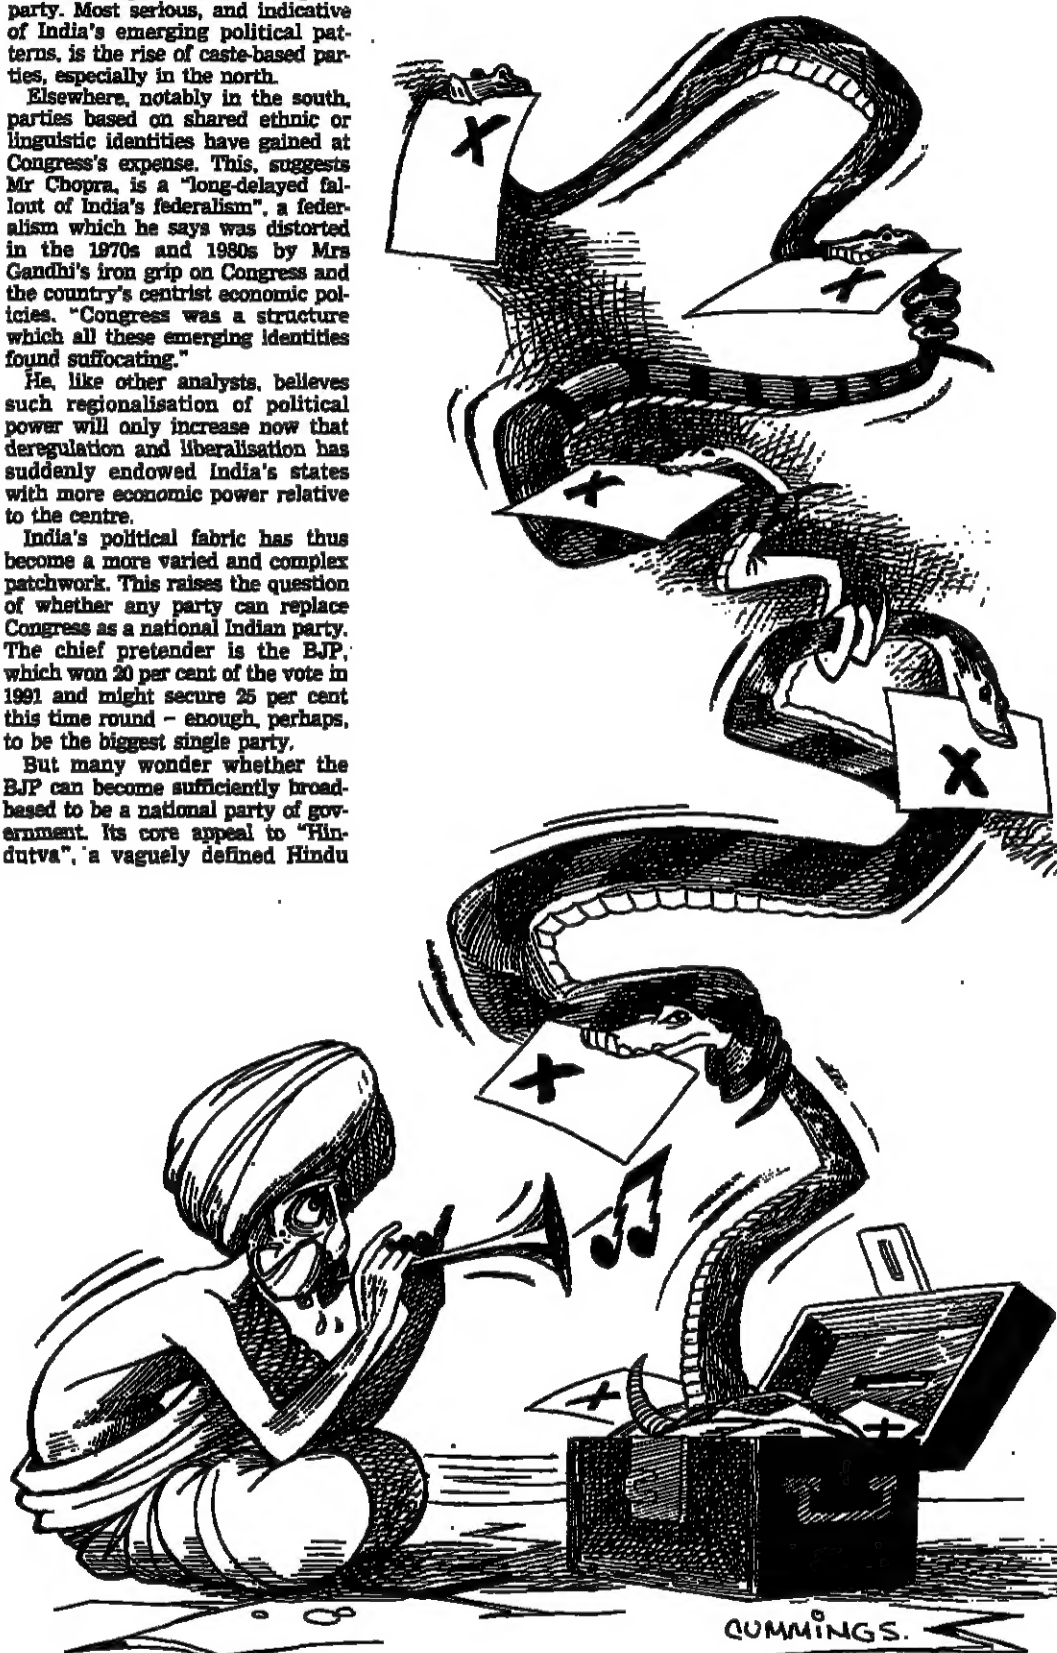 party. Most serious, and indicative
of India's emerging political pat-
terns, is the rise of caste-based par-
ties, especially in the north.
Elsewhere, notably in the south,
parties based on shared ethnic or
linguistic identities have gained at
Congress's expense. This, suggests
Mr Chopra, is a "long-delayed fal-
lout of India's federalism", a feder-
alism which he says was distorted
in the 1970s and 1980s by Mrs
Gandhi's iron grip on Congress and
the country's centrist economic pol-
icies. "Congress was a structure
which all these emerging identities
found suffocating."
He, like other analysts, believes
such regionalisation of political
power will only increase now that
deregulation and liberalisation has
suddenly endowed India's states
with more economic power relative
to the centre.
India's political fabric has thus
become a more varied and complex
patchwork. This raises the question
of whether any party can replace
Congress as a national Indian party.
The chief pretender is the BJP,
which won 20 per cent of the vote in
1991 and might secure 25 per cent
this time round – enough, perhaps,
to be the biggest single party.
But many wonder whether the
BJP can become sufficiently broad-
based to be a national party of gov-
ernment. Its core appeal to "Hin-
dutva", a vaguely defined Hindu
X
X
X
X
X
X
X
CUMMINGS.